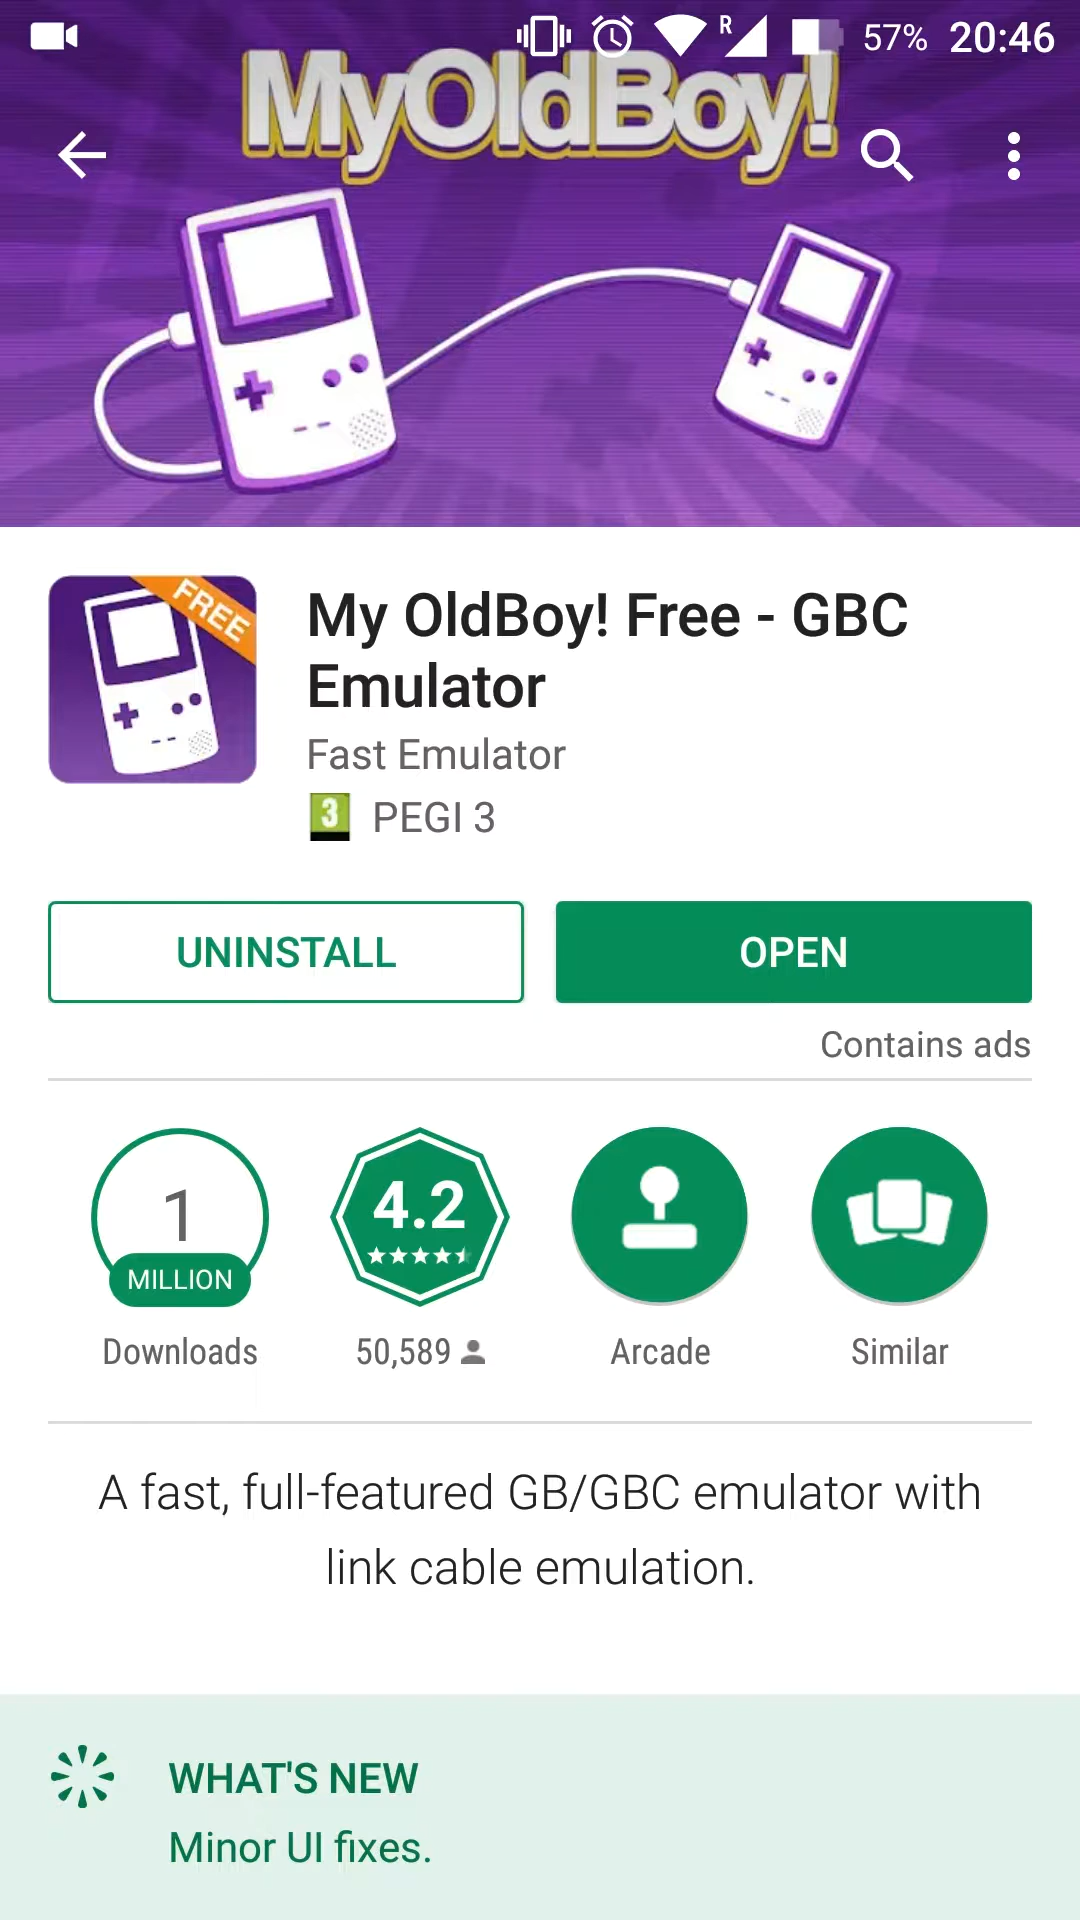 R 57% 20:46
MyOldBoy!
FREE
My OldBoy! Free - GBC
Emulator
Fast Emulator
3 PEGI 3
UNINSTALL OPEN
Contains ads
1 4.2
MILLION
Downloads 50,589 Arcade Similar
A fast, full-featured GB/GBC emulator with
link cable emulation.
WHAT'S NEW
Minor UI fixes.